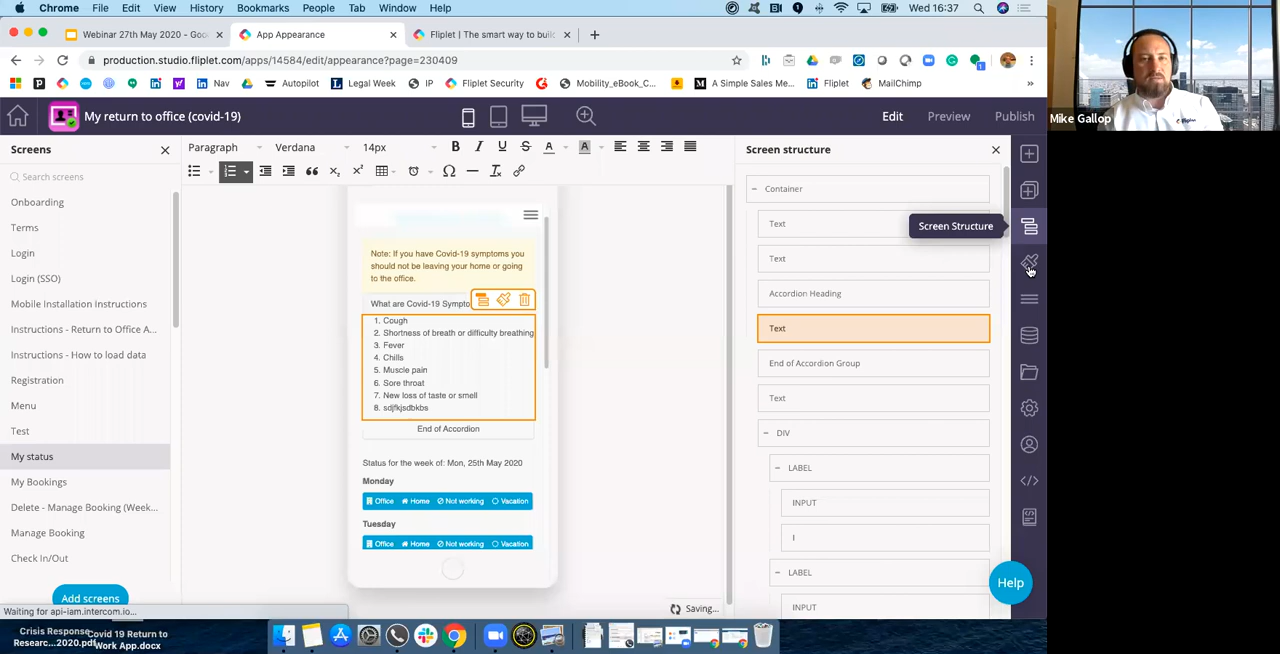 Chrome File Edit View History Bookmarks People Tab Window Help Wed 16:37
Webinar 27th May 2020 - Goo
App Appearance
Fliplet | The smart way to buil
production.studio.fliplet.com/apps/14584/edit/appearance?page=230409
Nav Autopilot Legal Week IP Fliplet Security Mobility_eBook_C... A Simple Sales Me... Fliplet MailChimp »
Mike Gallop
My return to office (covid-19)
Edit Preview Publish
Screens
Search screens
Onboarding
Terms
Login
Login (SSO)
Mobile Installation Instructions
Instructions - Return to Office A...
Instructions - How to load data
Registration
Menu
Test
My status
My Bookings
Delete - Manage Booking (Week...
Manage Booking
Check In/Out
Add screens
Waiting for api-iam.intercom.io...
Paragraph Verdana 14px
Note: If you have Covid-19 symptoms you
should not be leaving your home or going
to the office.
What are Covid-19 Sympto
1. Cough
2. Shortness of breath or difficulty breathing
3. Fever
4. Chills
5. Muscle pain
6. Sore throat
7. New loss of taste or smell
8. sdjfkjsdbkbs
End of Accordion
Status for the week of: Mon, 25th May 2020
Monday
Office Home Not working Vacation
Tuesday
Office Home Not working Vacation
Saving...
Screen structure
Container
Text
Screen Structure
Text
Accordion Heading
Text
End of Accordion Group
Text
DIV
LABEL
INPUT
I
LABEL
INPUT
Help
Crisis Response
Researc...2020.pdf
Covid 19 Return to
Work App.docx